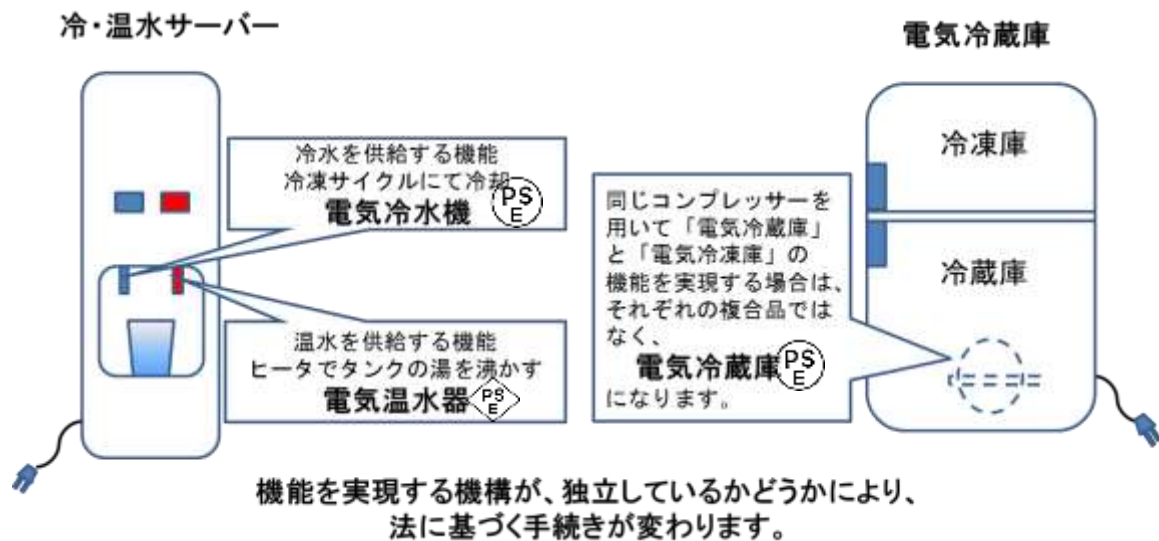 冷・温水サーバー
電気冷蔵庫
冷水を供給する機能
冷凍サイクルにて冷却
電気冷水機
PS
E
温水を供給する機能
ヒータでタンクの湯を沸かす
電気温水器
PS
E
冷凍庫
冷蔵庫
同じコンプレッサーを
用いて「電気冷蔵庫」
と「電気冷凍庫」の
機能を実現する場合は、
それぞれの複合品では
なく、
電気冷蔵庫
PS
E
になります。
機能を実現する機構が、独立しているかどうかにより、
法に基づく手続きが変わります。